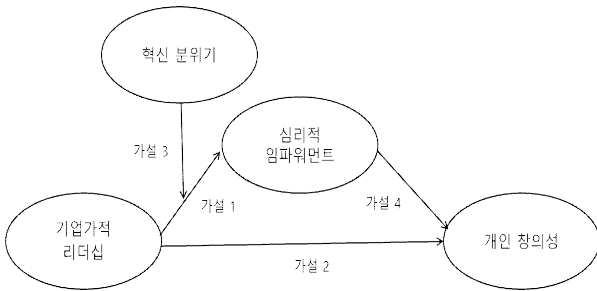 혁신 분위기
가설 3
심리적
임파워먼트
가설 1
가설 4
기업가적
리더십
개인 창의성
가설 2